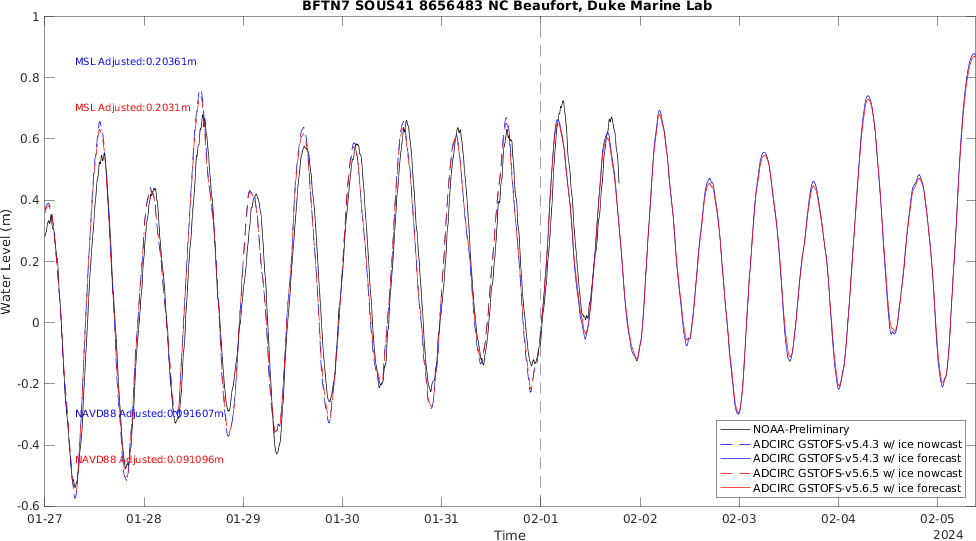 BFTN7 SOUS41 8656483 NC Beaufort, Duke Marine Lab
1
0.8
0.6
0.4
0.2
0
-0.2
-0.4
-0.6
Water Level (m)
MSL Adjusted:0.20361m
MSL Adjusted:0.2031m
NAVD88 Adjusted:0.091607m
NAVD88 Adjusted:0.091096m
NOAA-Preliminary
ADCIRC GSTOFS-v5.4.3 w/ ice nowcast
ADCIRC GSTOFS-v5.4.3 w/ ice forecast
ADCIRC GSTOFS-v5.6.5 w/ ice nowcast
ADCIRC GSTOFS-v5.6.5 w/ ice forecast
01-27 01-28 01-29 01-30 01-31 02-01 02-02 02-03 02-04 02-05
Time
2024